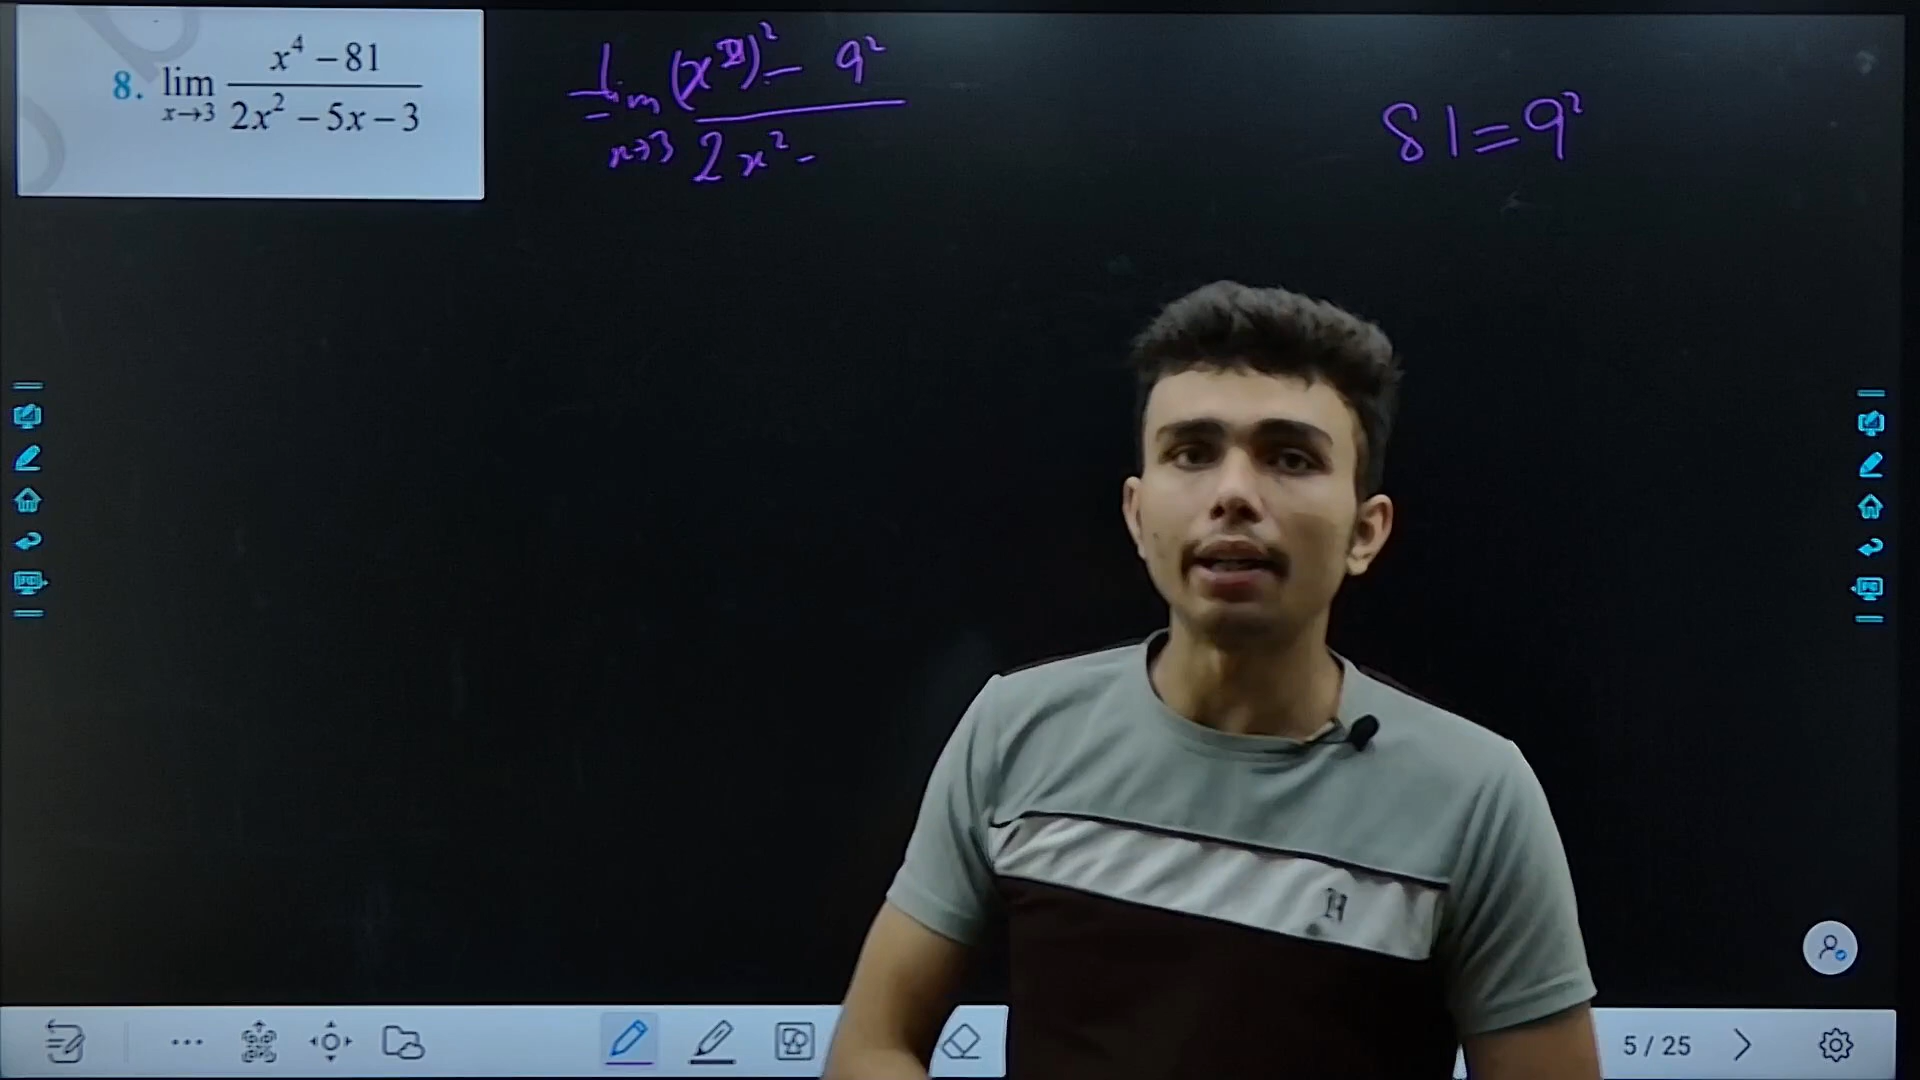 8. lim x→3 (x⁴ − 81)/(2x² − 5x − 3)
lim x→3 ((x²)² − 9²)/(2x² −
81 = 9²
H
5 / 25